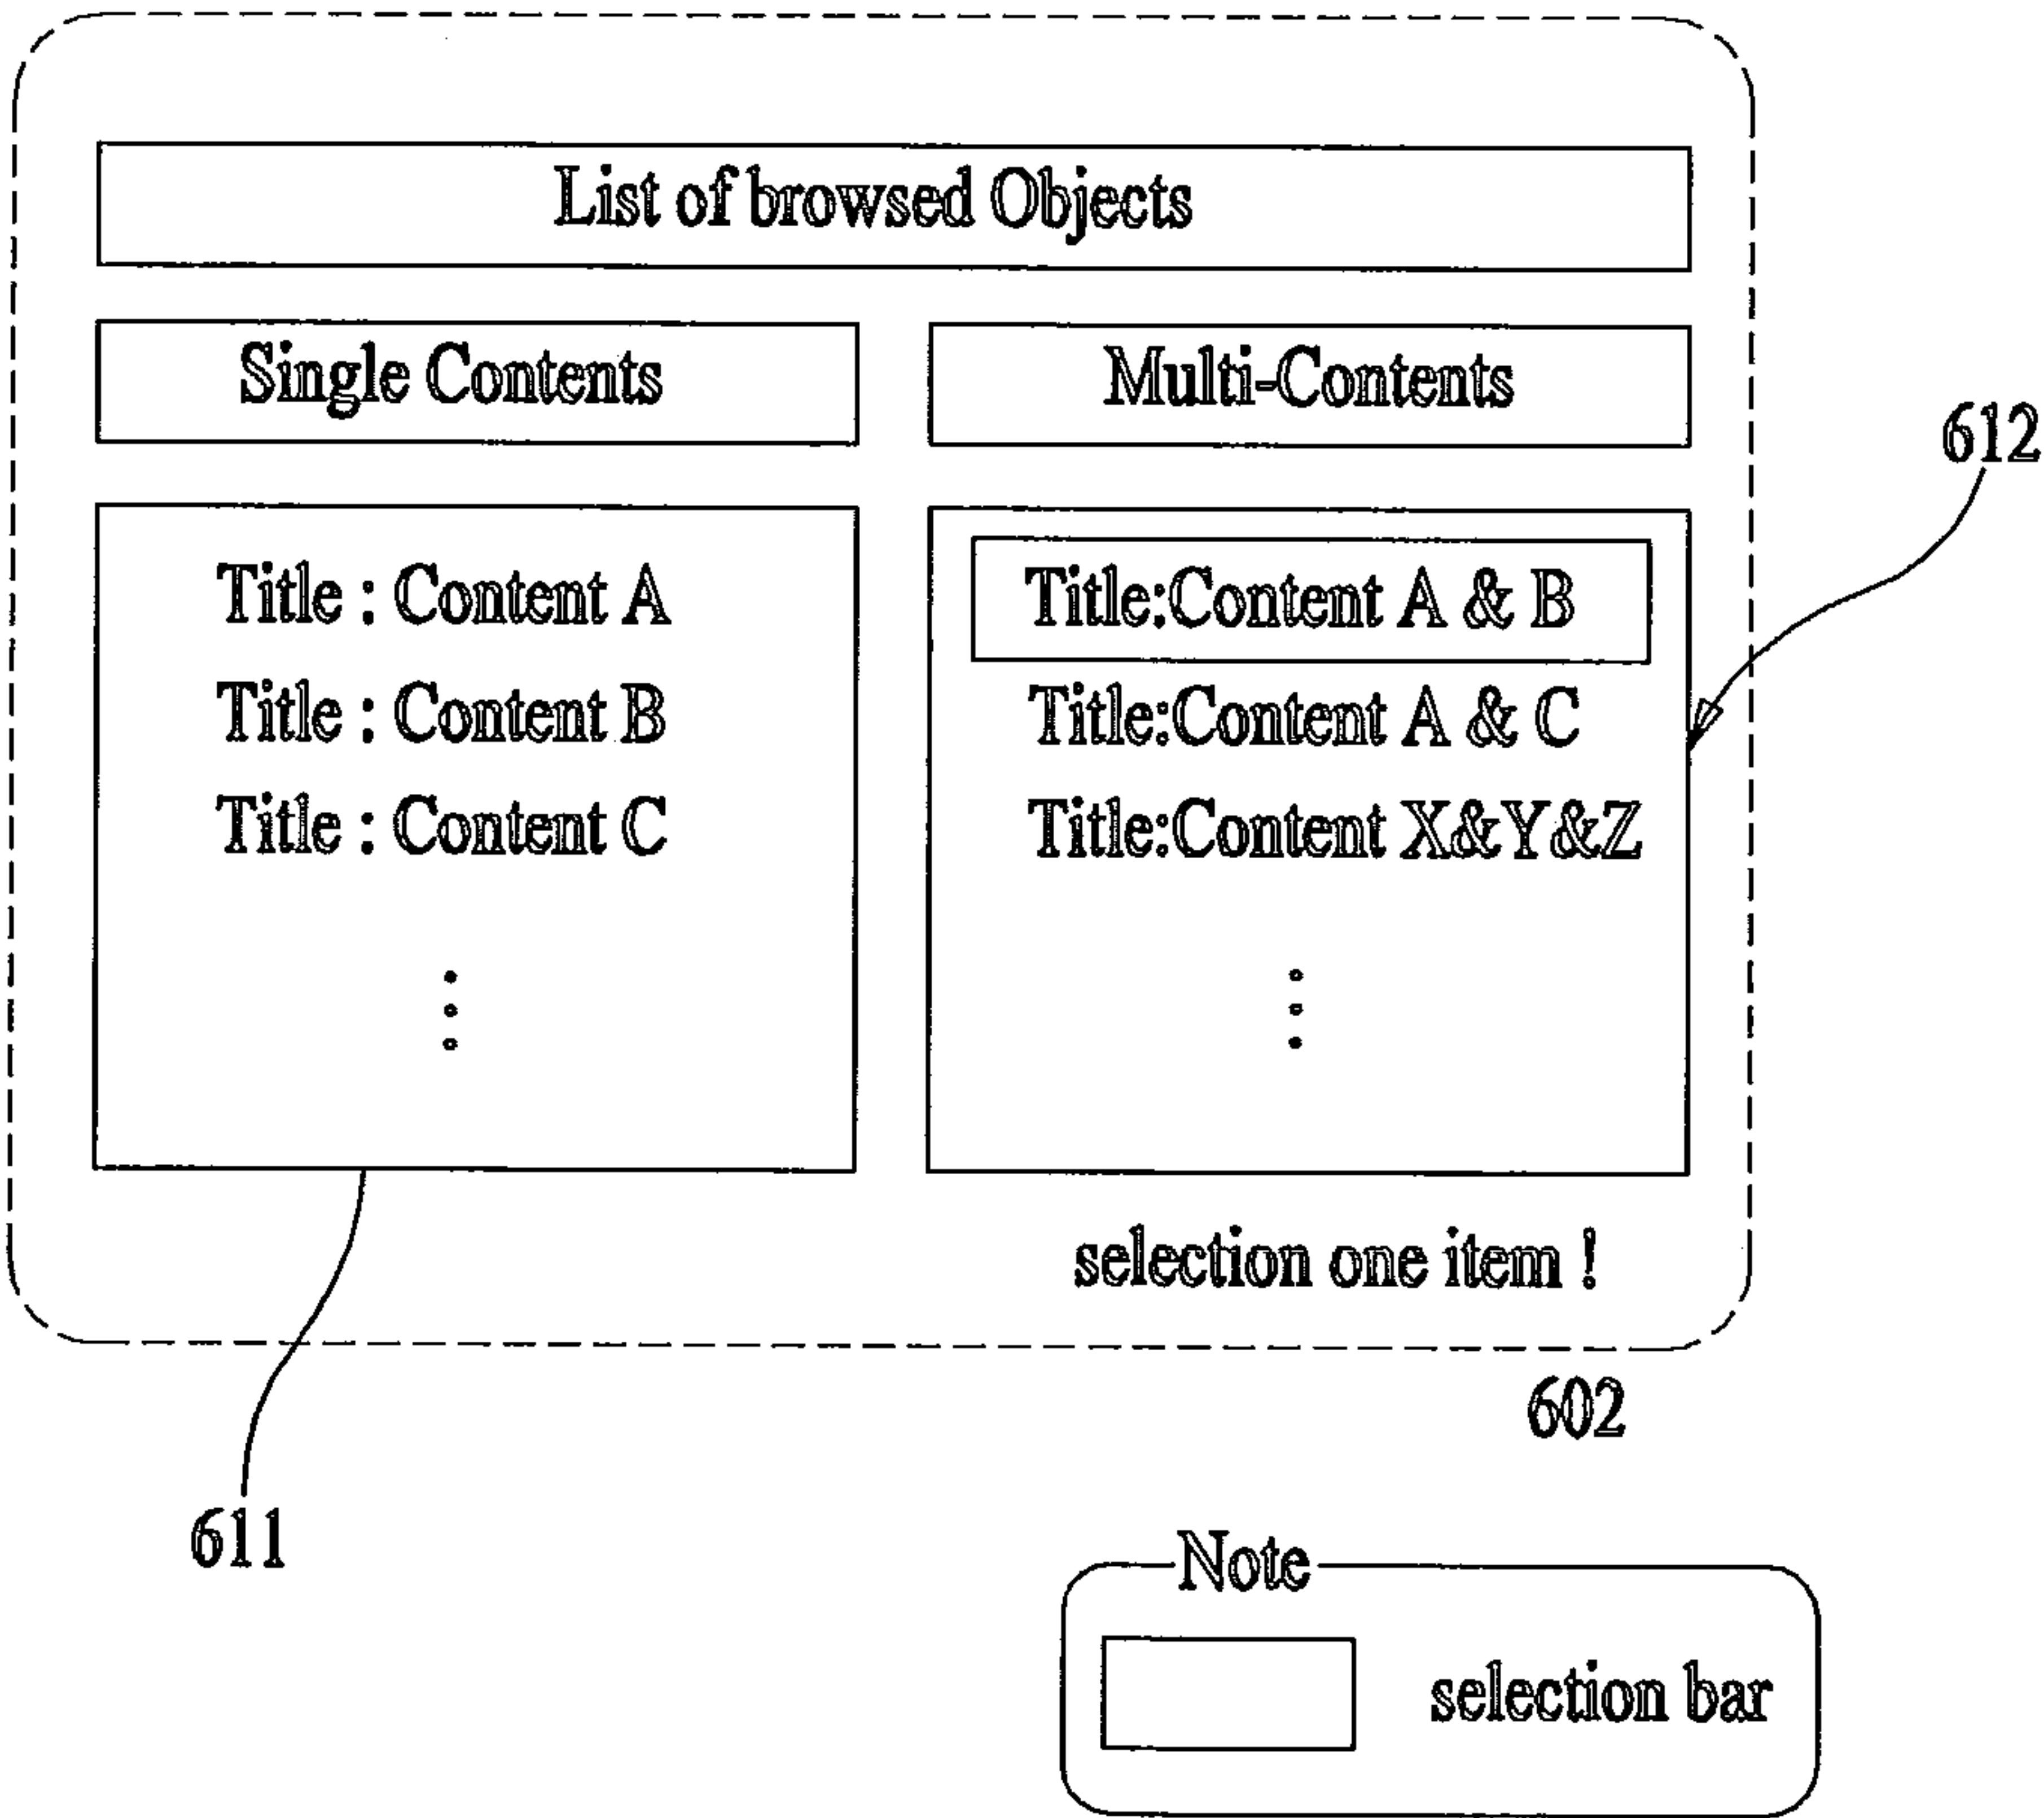 List of browsed Objects
Single Contents
Multi-Contents
612
Title : Content A
Title : Content B
Title : Content C
Title:Content A & B
Title:Content A & C
Title:Content X&Y&Z
selection one item !
602
611
Note
selection bar